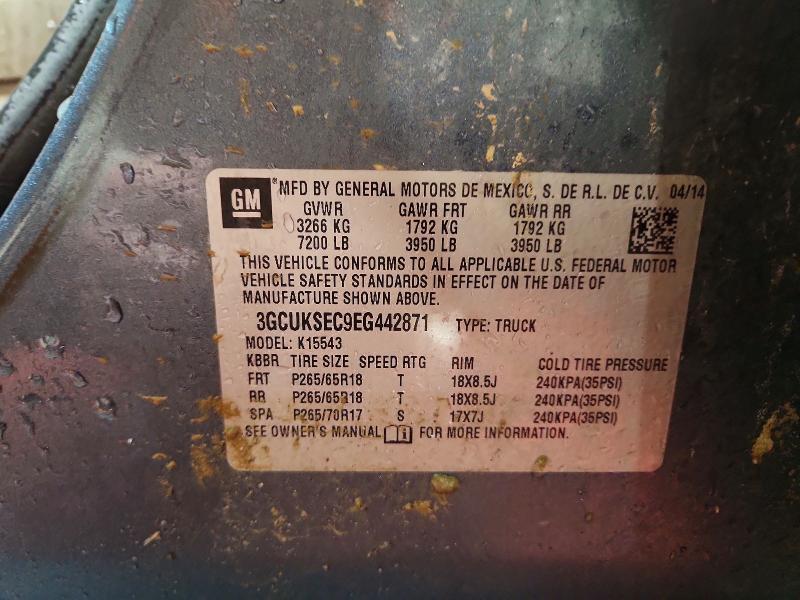 GM ® MFD BY GENERAL MOTORS DE MEXICO, S. DE R.L. DE C.V. 04/14
GVWR GAWR FRT GAWR RR
3266 KG 1792 KG 1792 KG
7200 LB 3950 LB 3950 LB
THIS VEHICLE CONFORMS TO ALL APPLICABLE U.S. FEDERAL MOTOR
VEHICLE SAFETY STANDARDS IN EFFECT ON THE DATE OF
MANUFACTURE SHOWN ABOVE.
3GCUKSEC9EG442871 TYPE: TRUCK
MODEL: K15543
KBBR TIRE SIZE SPEED RTG RIM COLD TIRE PRESSURE
FRT P265/65R18 T 18X8.5J 240KPA(35PSI)
RR P265/65R18 T 18X8.5J 240KPA(35PSI)
SPA P265/70R17 S 17X7J 240KPA(35PSI)
SEE OWNER'S MANUAL FOR MORE INFORMATION.